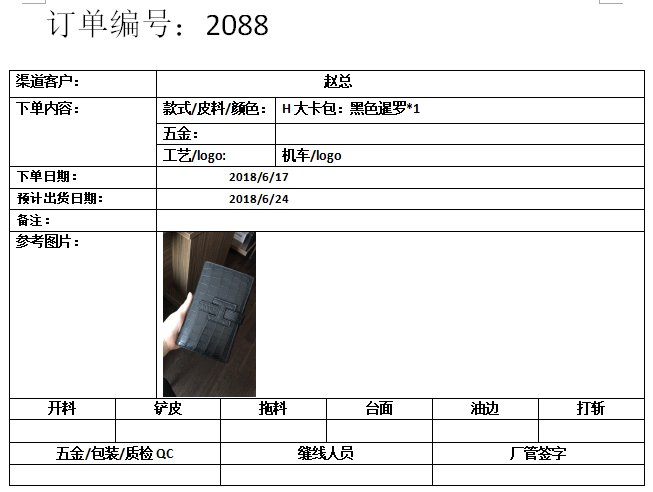 订单编号：2088
渠道客户： 赵总
下单内容： 款式/皮料/颜色： H 大卡包：黑色暹罗*1
五金：
工艺/logo: 机车/logo
下单日期： 2018/6/17
预计出货日期： 2018/6/24
备注：
参考图片：
开料 铲皮 拖料 台面 油边 打斩
五金/包装/质检 QC 缝线人员 厂管签字